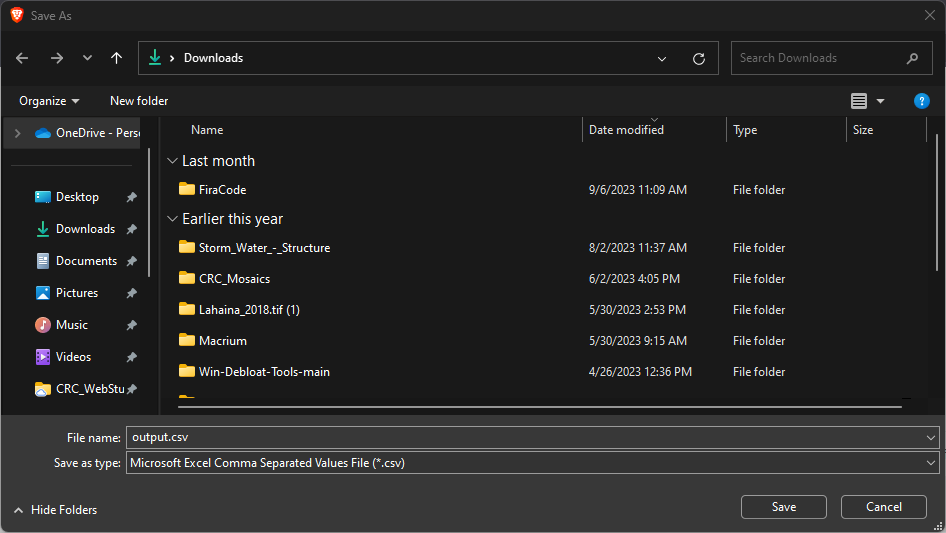 Save As
Downloads
Search Downloads
Organize
New folder
Name Date modified Type Size
OneDrive - Perso
Desktop
Downloads
Documents
Pictures
Music
Videos
CRC_WebStu
Last month
FiraCode 9/6/2023 11:09 AM File folder
Earlier this year
Storm_Water_-_Structure 8/2/2023 11:37 AM File folder
CRC_Mosaics 6/2/2023 4:05 PM File folder
Lahaina_2018.tif (1) 5/30/2023 2:53 PM File folder
Macrium 5/30/2023 9:15 AM File folder
Win-Debloat-Tools-main 4/26/2023 12:36 PM File folder
File name: output.csv
Save as type: Microsoft Excel Comma Separated Values File (*.csv)
Hide Folders
Save
Cancel